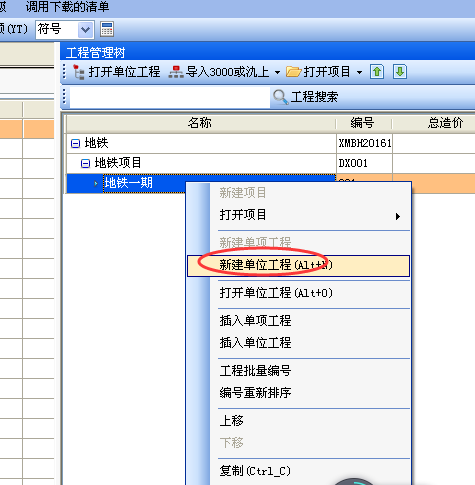 调用下载的清单
(YT) 符号
工程管理树
打开单位工程 导入3000或氿上 打开项目
工程搜索
名称 编号 总造价
地铁 XMBH20161
地铁项目 DX001
地铁一期
新建项目
打开项目
新建单项工程
新建单位工程(Alt+N)
打开单位工程(Alt+O)
插入单项工程
插入单位工程
工程批量编号
编号重新排序
上移
下移
复制(Ctrl_C)